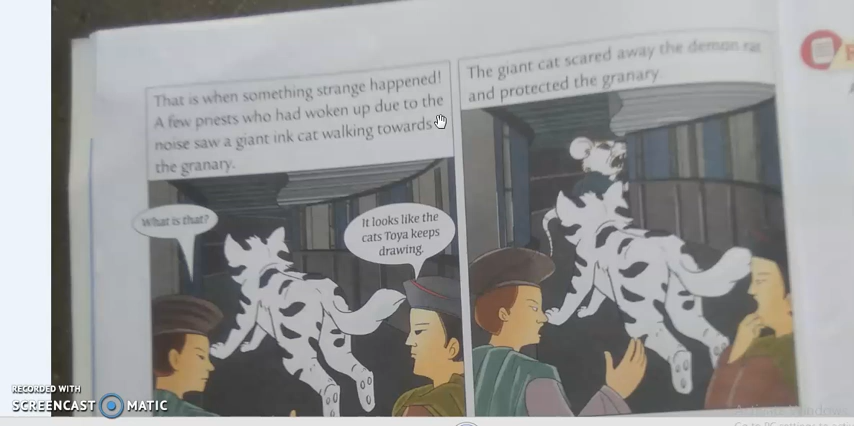 That is when something strange happened!
A few priests who had woken up due to the
noise saw a giant ink cat walking towards
the granary.
What is that?
It looks like the
cats Toya keeps
drawing.
The giant cat scared away the demon rat
and protected the granary.
RECORDED WITH
SCREENCAST MATIC